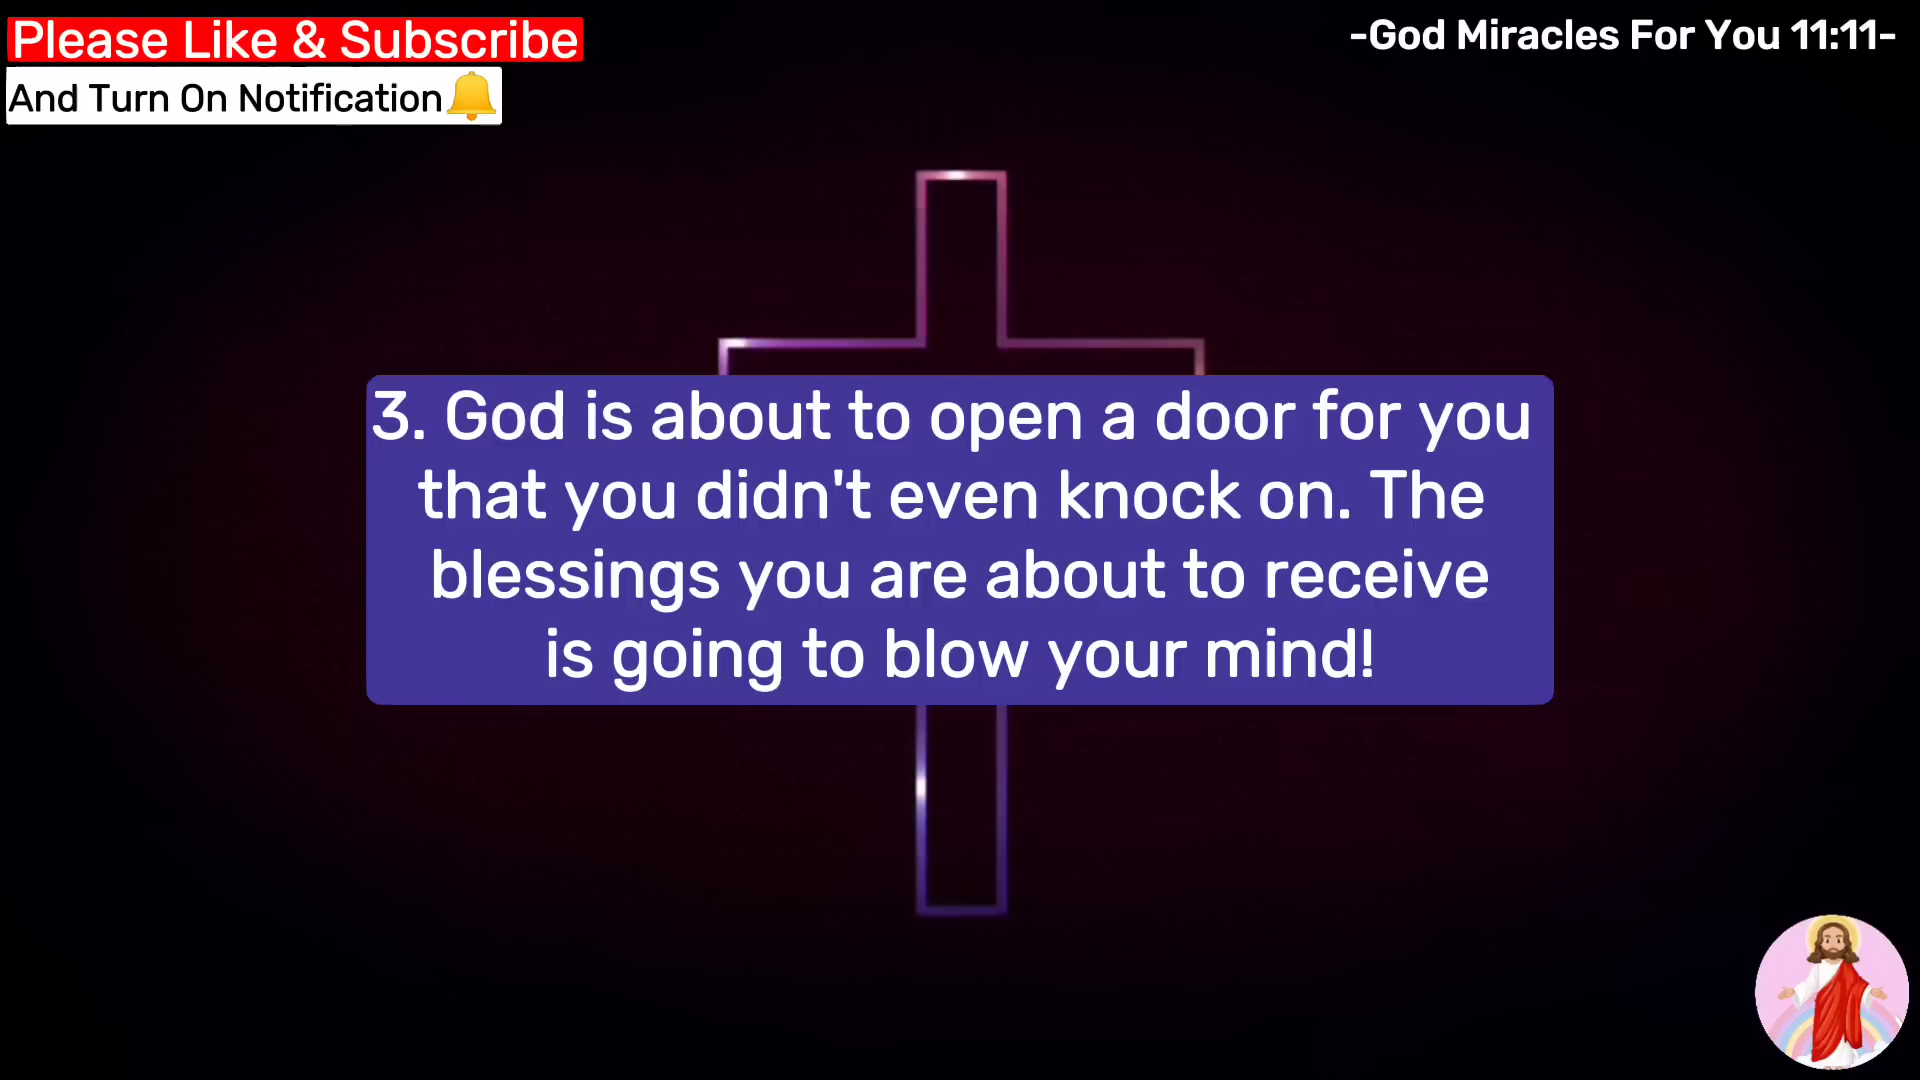 Please Like & Subscribe
And Turn On Notification🔔
-God Miracles For You 11:11-
3. God is about to open a door for you
that you didn't even knock on. The
blessings you are about to receive
is going to blow your mind!